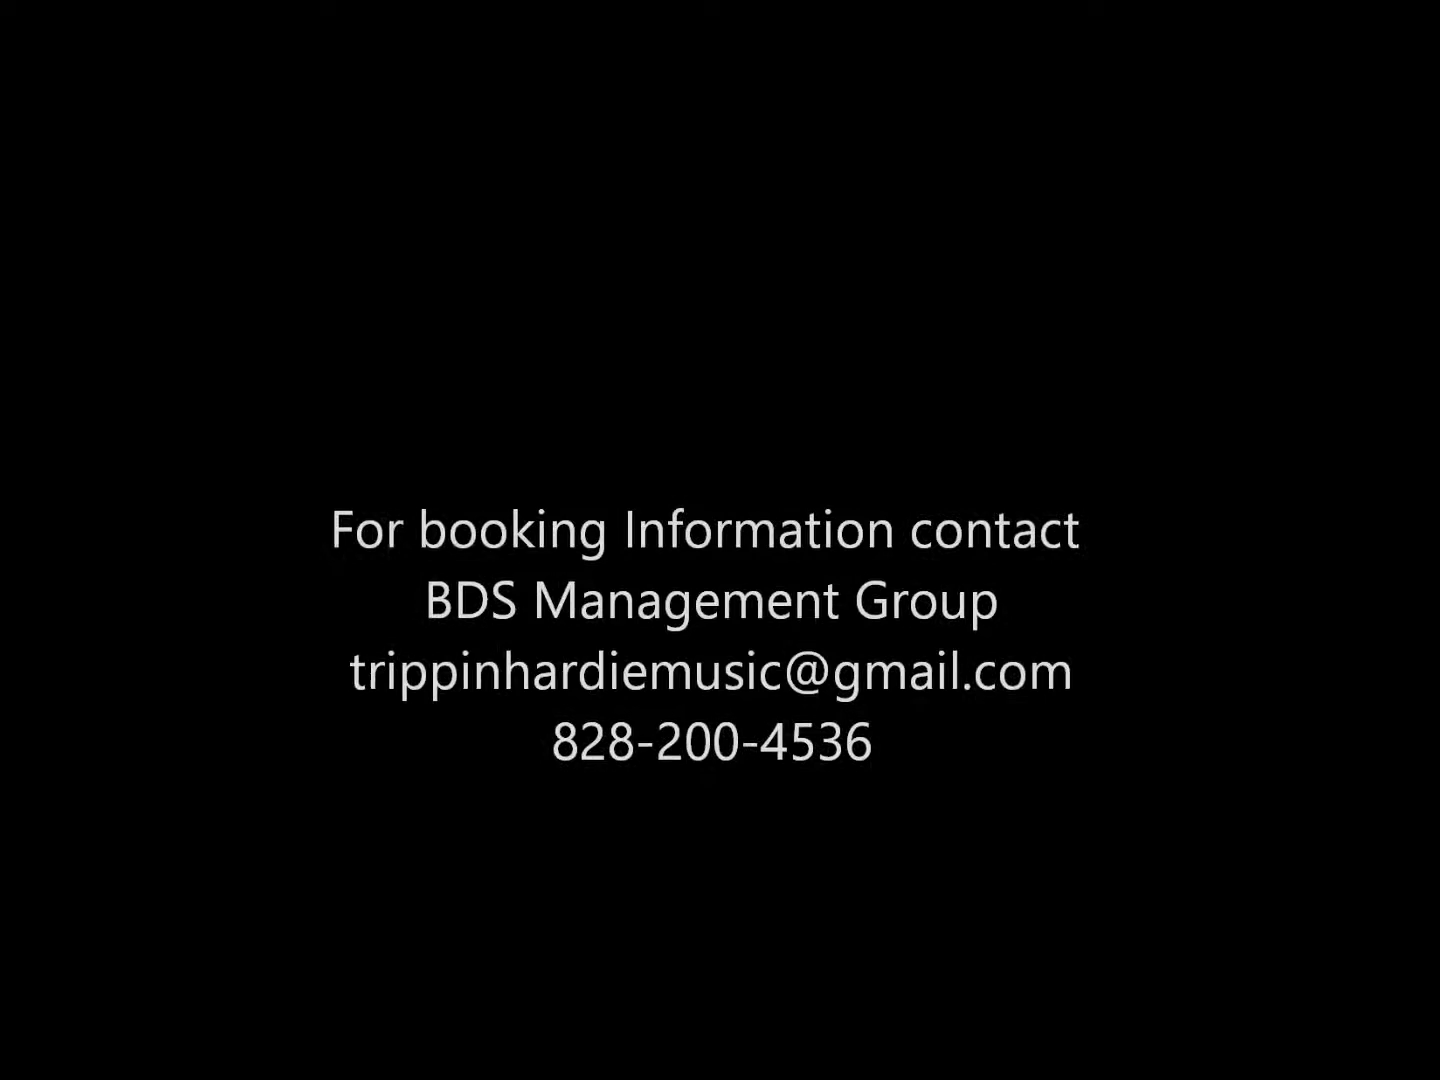 For booking Information contact
BDS Management Group
trippinhardiemusic@gmail.com
828-200-4536